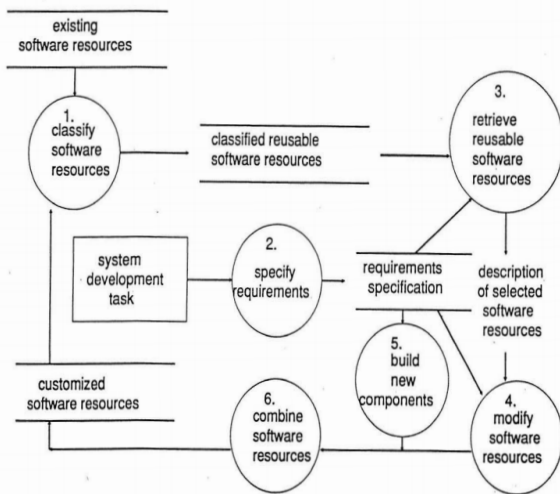 existing
software resources
1.
classify
software
resources
classified reusable
software resources
3.
retrieve
reusable
software
resources
system
development
task
2.
specify
requirements
requirements
specification
description
of selected
software
resources
5.
build
new
components
customized
software resources
6.
combine
software
resources
4.
modify
software
resources